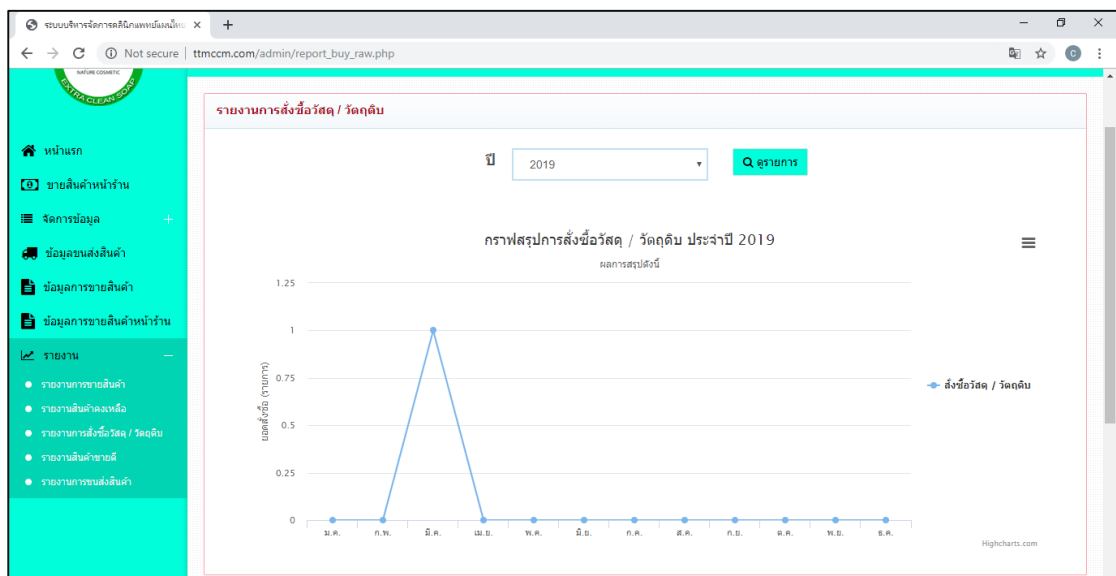 ระบบบริหารจัดการคลินิกแพทย์แผนไทย
Not secure | ttmccm.com/admin/report_buy_raw.php
C
NATURE COSMETIC
EXTRA CLEAN SOAP
หน้าแรก
ขายสินค้าหน้าร้าน
จัดการข้อมูล
ข้อมูลขนส่งสินค้า
ข้อมูลการขายสินค้า
ข้อมูลการขายสินค้าหน้าร้าน
รายงาน
รายงานการขายสินค้า
รายงานสินค้าคงเหลือ
รายงานการสั่งซื้อวัสดุ / วัตถุดิบ
รายงานสินค้าขายดี
รายงานการขนส่งสินค้า
รายงานการสั่งซื้อวัสดุ / วัตถุดิบ
ปี 2019 ดูรายการ
กราฟสรุปการสั่งซื้อวัสดุ / วัตถุดิบ ประจำปี 2019
ผลการสรุปดังนี้
ยอดสั่งซื้อ (รายการ)
1.25
1
0.75
0.5
0.25
0
ม.ค. ก.พ. มี.ค. เม.ย. พ.ค. มิ.ย. ก.ค. ส.ค. ก.ย. ต.ค. พ.ย. ธ.ค.
สั่งซื้อวัสดุ / วัตถุดิบ
Highcharts.com